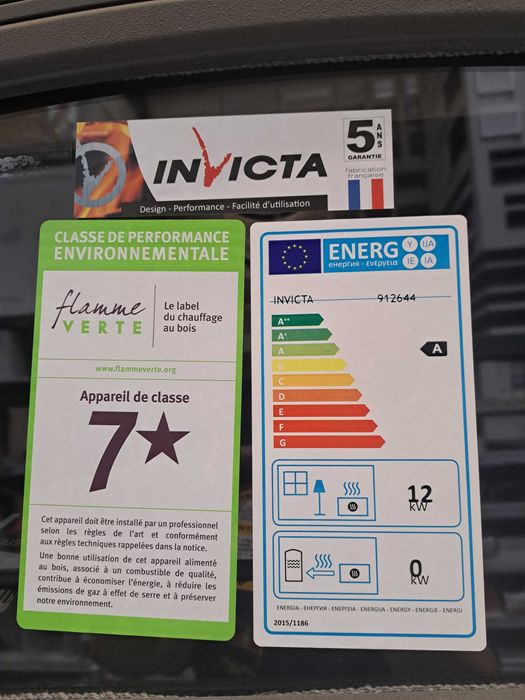 INVICTA
5 ANS
GARANTIE
fabrication
française
Design - Performance - Facilité d'utilisation
CLASSE DE PERFORMANCE
ENVIRONNEMENTALE
flamme
VERTE
Le label
du chauffage
au bois
www.flammeverte.org
Appareil de classe
7★
Cet appareil doit être installé par un professionnel
selon les règles de l'art et conformément
aux règles techniques rappelées dans la notice.
Une bonne utilisation de cet appareil alimenté
au bois, associé à un combustible de qualité,
contribue à économiser l'énergie, à réduire les
émissions de gaz à effet de serre et à préserver
notre environnement.
ENERG Y IJA
IE IA
енергия - ενεργεια
INVICTA 912644
A++
A+
A
B
C
D
E
F
G
A
12
kW
0
kW
ENERGIA - ЕНЕРГИЯ - ΕΝΕΡΓΕΙΑ - ENERGIJA - ENERGY - ENERGIE - ENERGI
2015/1186